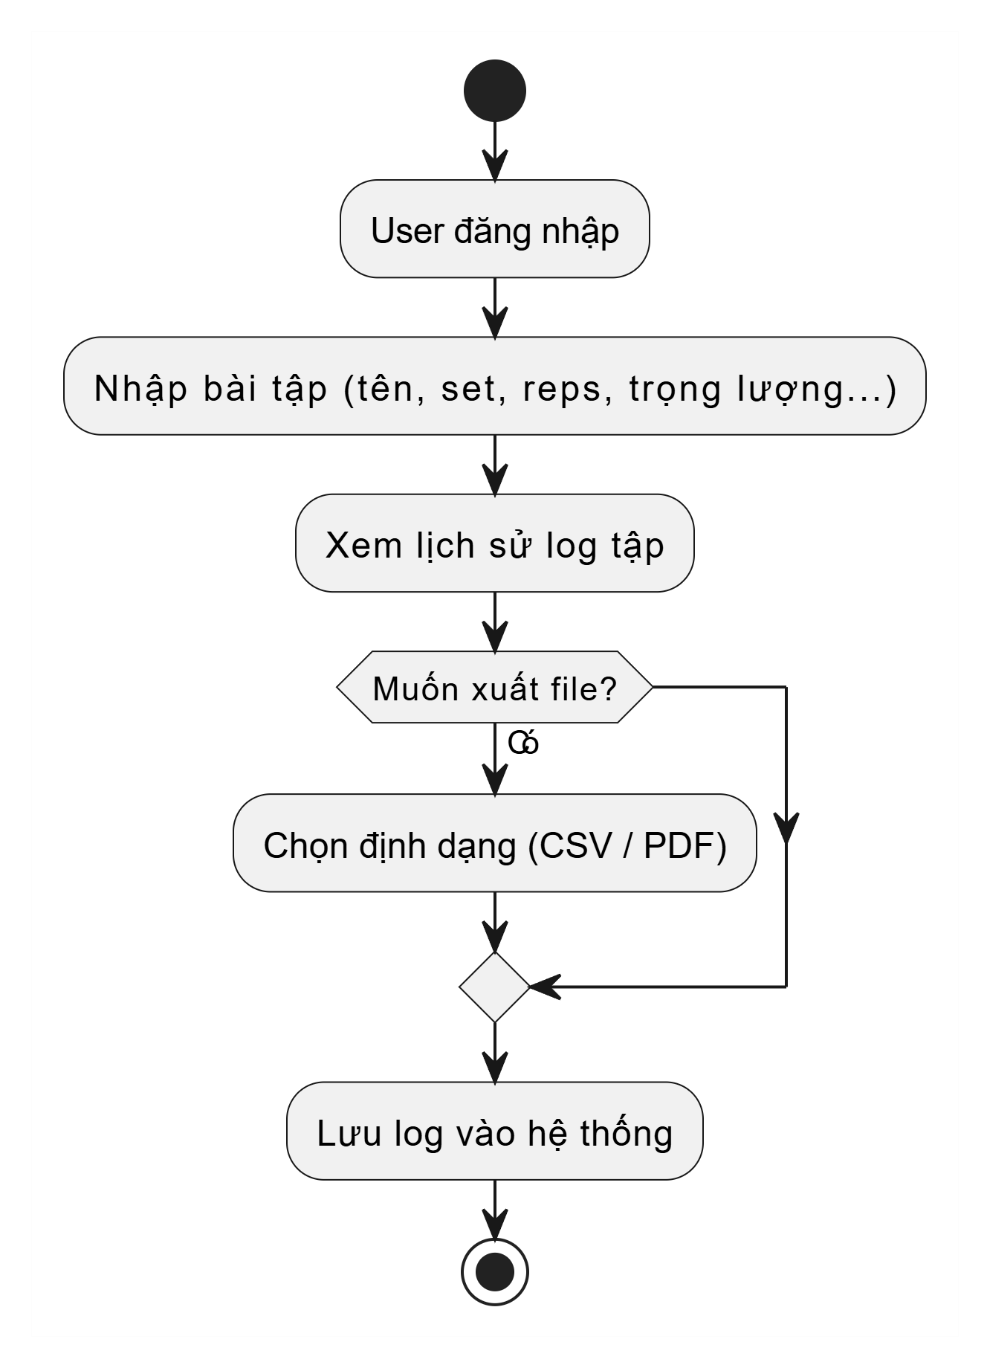 User đăng nhập
Nhập bài tập (tên, set, reps, trọng lượng...)
Xem lịch sử log tập
Muốn xuất file?
Có
Chọn định dạng (CSV / PDF)
Lưu log vào hệ thống